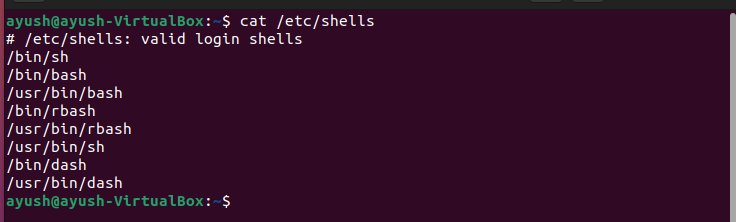 ayush@ayush-VirtualBox:~$ cat /etc/shells
# /etc/shells: valid login shells
/bin/sh
/bin/bash
/usr/bin/bash
/bin/rbash
/usr/bin/rbash
/usr/bin/sh
/bin/dash
/usr/bin/dash
ayush@ayush-VirtualBox:~$